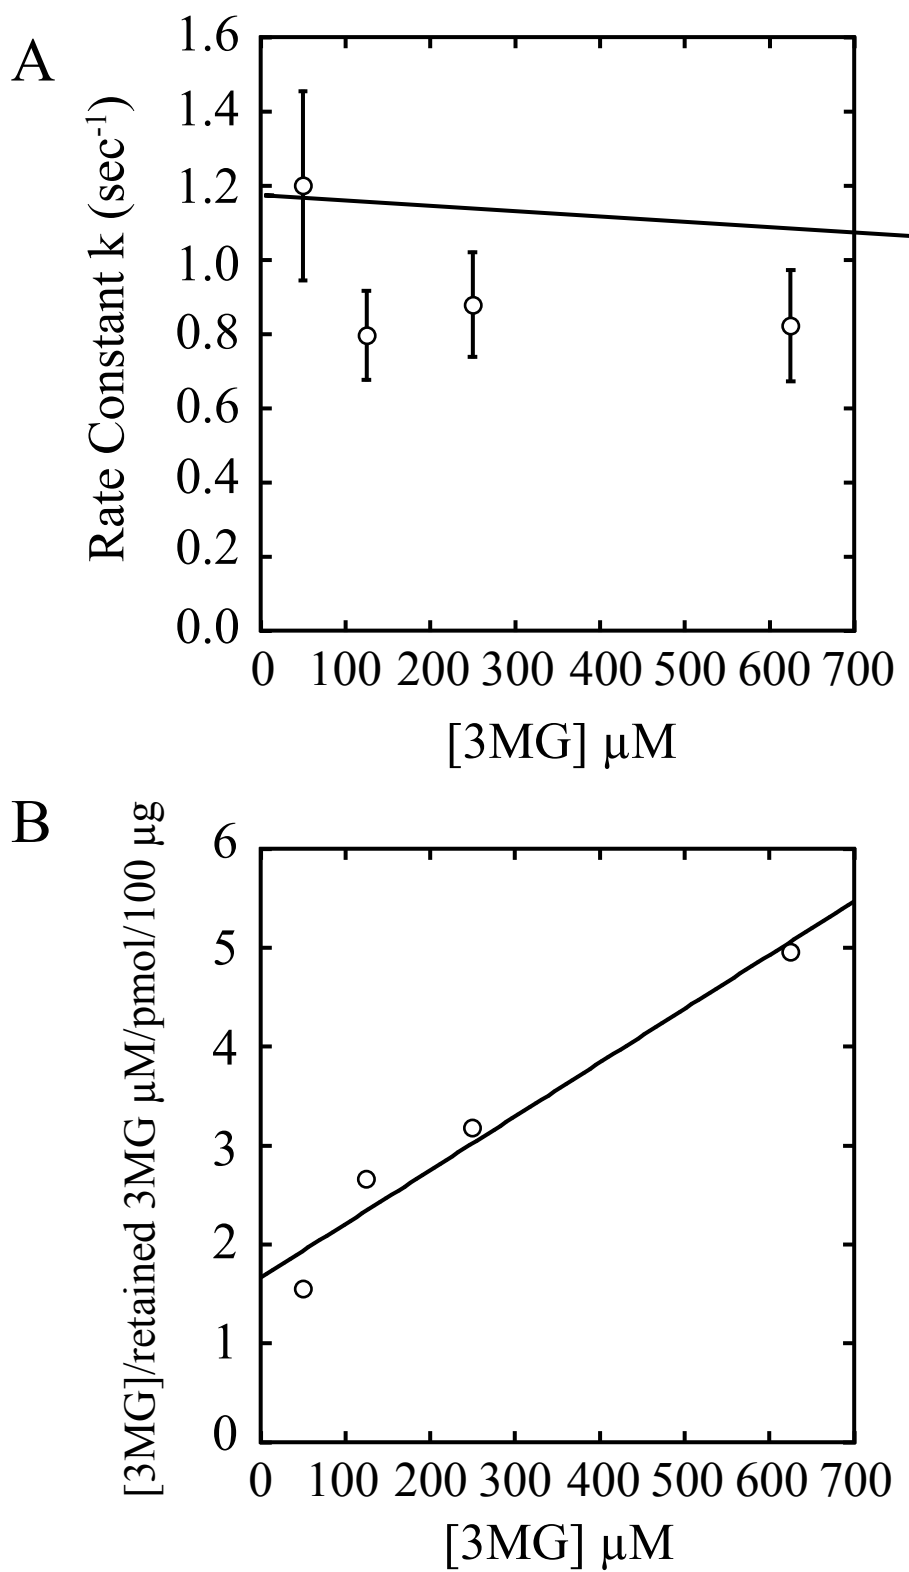 A
Rate Constant k (sec-1)
1.6
1.4
1.2
1.0
0.8
0.6
0.4
0.2
0.0
0 100 200 300 400 500 600 700
[3MG] µM
B
[3MG]/retained 3MG µM/pmol/100 µg
6
5
4
3
2
1
0
0 100 200 300 400 500 600 700
[3MG] µM